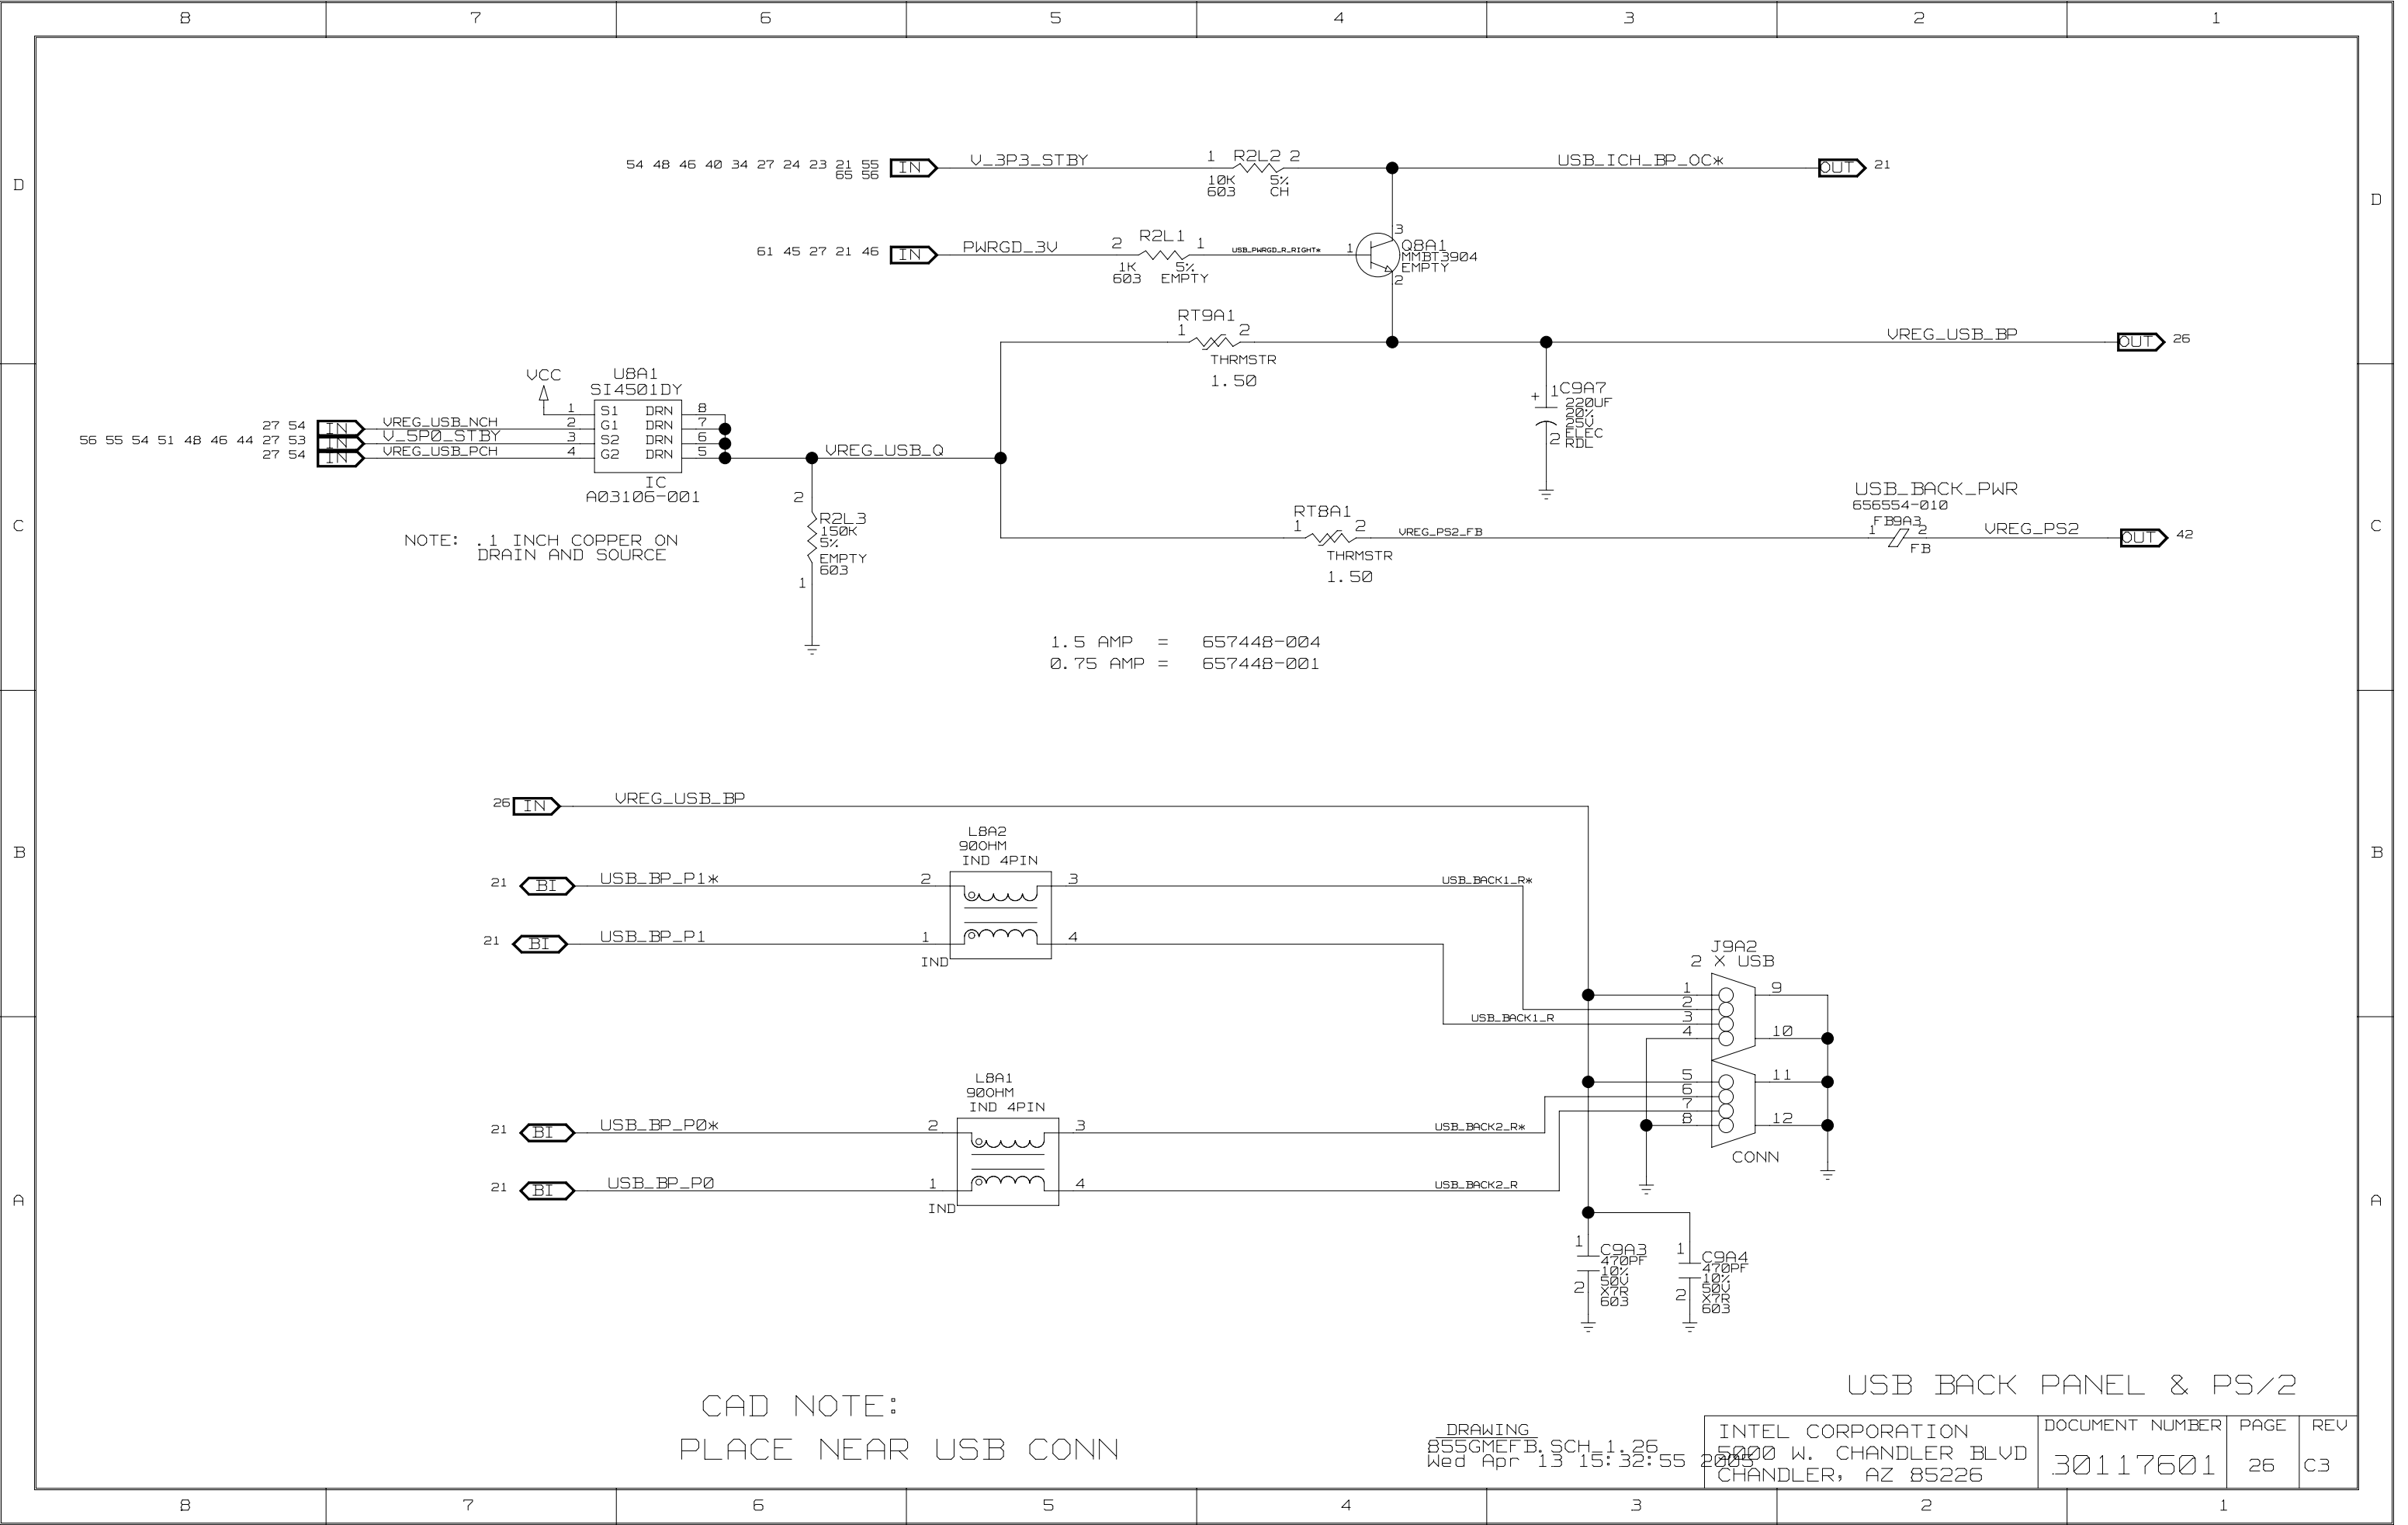 8 7 6 5 4 3 2 1
D
D
54 48 46 40 34 27 24 23 21 55
65 56
IN
V_3P3_STBY
1 R2L2 2
10K 5%
603 CH
USB_ICH_BP_OC*
OUT 21
61 45 27 21 46
IN
PWRGD_3V
2 R2L1 1
1K 5%
603 EMPTY
USB_PWRGD_R_RIGHT*
1
3
Q8A1
MMBT3904
EMPTY
2
RT9A1
1 2
THRMSTR
1.50
VREG_USB_BP
OUT 26
VCC
U8A1
SI4501DY
27 54 IN VREG_USB_NCH
56 55 54 51 48 46 44 27 53 IN V_5P0_STBY
27 54 IN VREG_USB_PCH
1 S1 DRN 8
2 G1 DRN 7
3 S2 DRN 6
4 G2 DRN 5
IC
A03106-001
VREG_USB_Q
+ 1 C9A7
220UF
20%
25V
ELEC
2 RDL
C
C
NOTE: .1 INCH COPPER ON
DRAIN AND SOURCE
2
R2L3
150K
5%
EMPTY
603
1
RT8A1
1 2
THRMSTR
1.50
VREG_PS2_FB
USB_BACK_PWR
656554-010
FB9A3
1 2
FB
VREG_PS2
OUT 42
1.5 AMP = 657448-004
0.75 AMP = 657448-001
B
B
26 IN VREG_USB_BP
L8A2
90OHM
IND 4PIN
21 BI USB_BP_P1*
2 3
USB_BACK1_R*
21 BI USB_BP_P1
1 4
IND
USB_BACK1_R
J9A2
2 X USB
1 9
2
3
4 10
5 11
6
7
8 12
CONN
L8A1
90OHM
IND 4PIN
21 BI USB_BP_P0*
2 3
USB_BACK2_R*
21 BI USB_BP_P0
1 4
IND
USB_BACK2_R
A
A
1 C9A3
470PF
10%
50V
2 X7R
603
1 C9A4
470PF
10%
50V
2 X7R
603
CAD NOTE:
PLACE NEAR USB CONN
USB BACK PANEL & PS/2
DRAWING
855GMEFB.SCH_1.26
Wed Apr 13 15:32:55 2005
INTEL CORPORATION
5000 W. CHANDLER BLVD
CHANDLER, AZ 85226
DOCUMENT NUMBER
30117601
PAGE
26
REV
C3
8 7 6 5 4 3 2 1